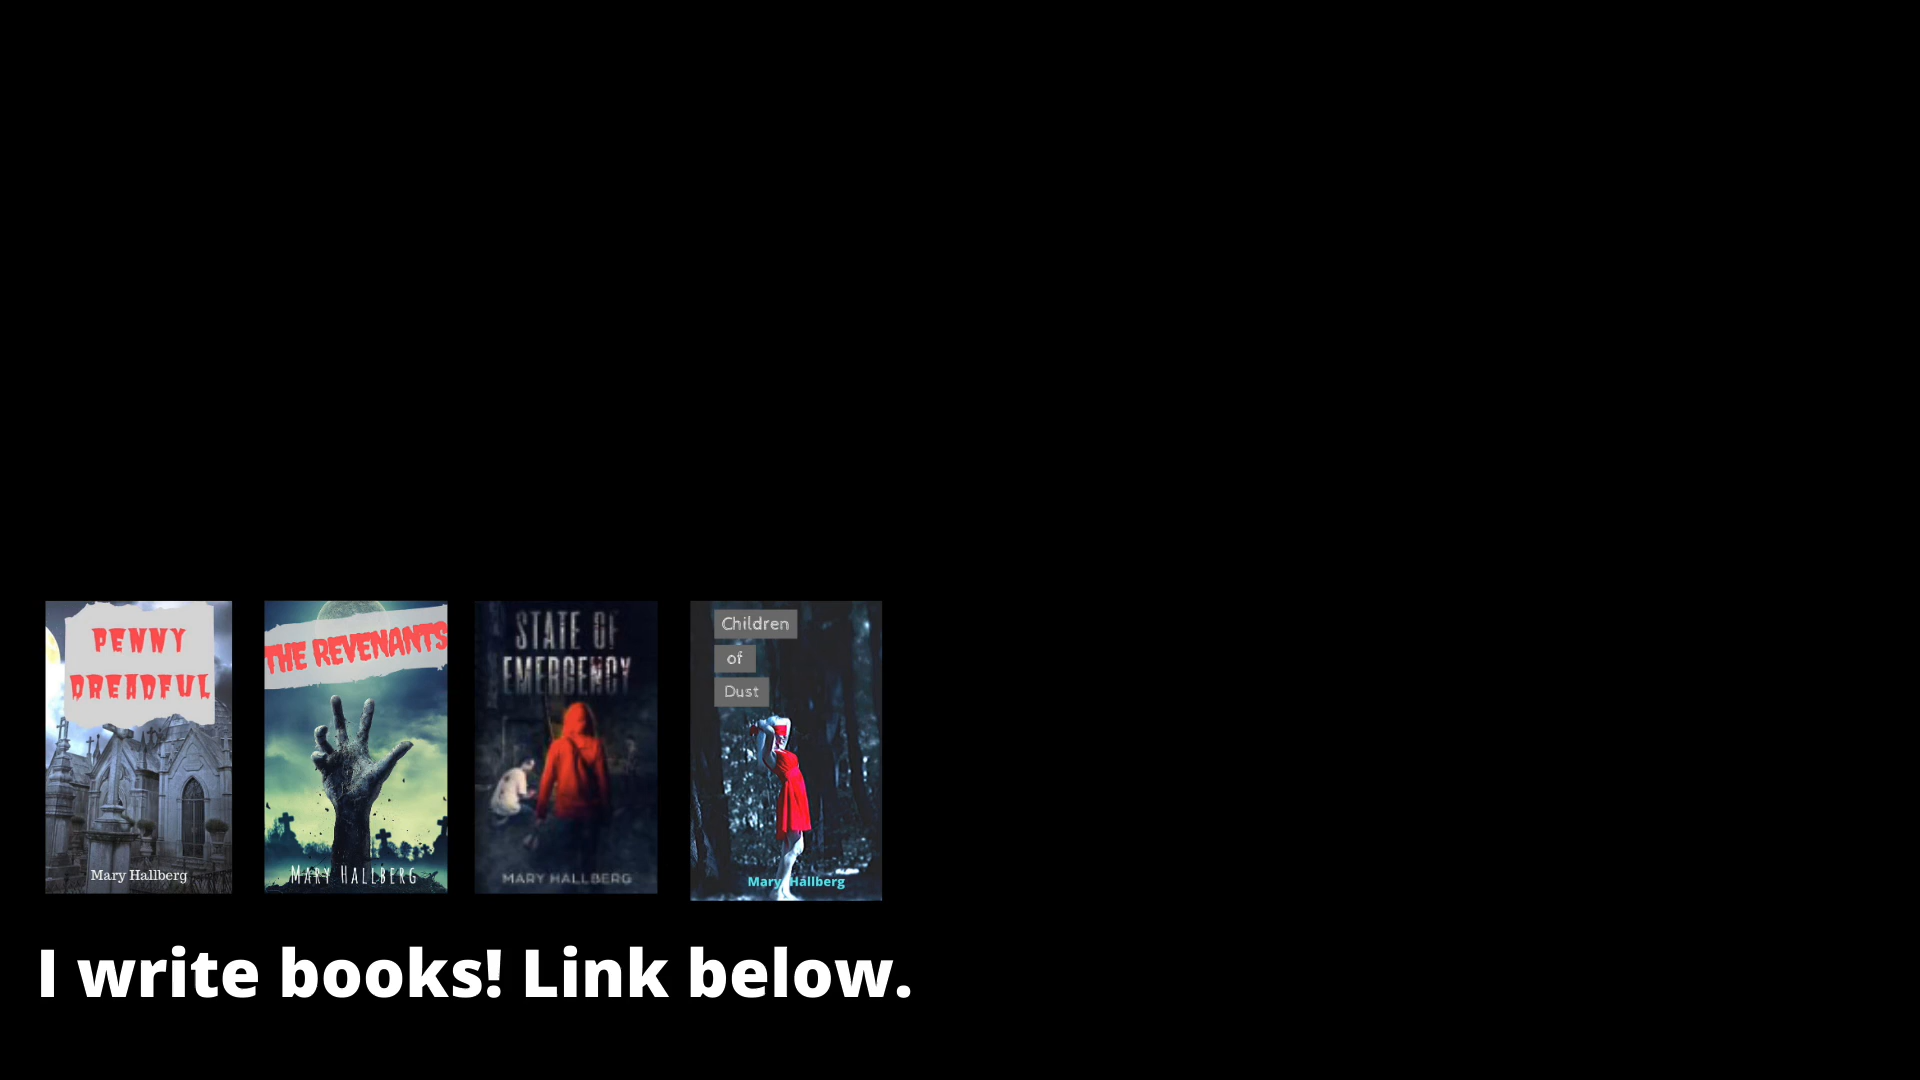 PENNY
DREADFUL
Mary Hallberg
THE REVENANTS
MARY HALLBERG
STATE OF
EMERGENCY
MARY HALLBERG
Children
of
Dust
Mary Hallberg
I write books! Link below.